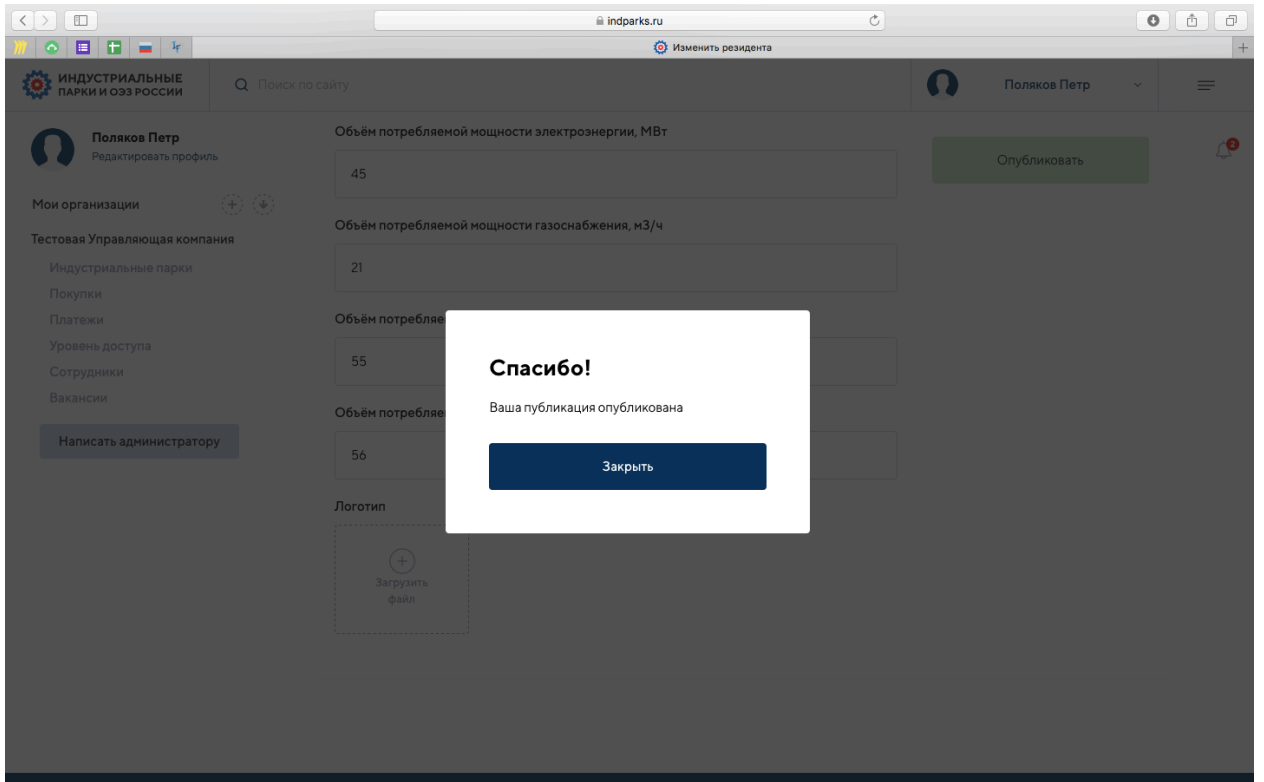 indparks.ru
Изменить резидента
ИНДУСТРИАЛЬНЫЕ
ПАРКИ И ОЭЗ РОССИИ
Поиск по сайту
Поляков Петр
Поляков Петр
Редактировать профиль
Мои организации
Тестовая Управляющая компания
Индустриальные парки
Покупки
Платежи
Уровень доступа
Сотрудники
Вакансии
Написать администратору
Объём потребляемой мощности электроэнергии, МВт
45
Объём потребляемой мощности газоснабжения, м3/ч
21
Объём потребляе
55
Объём потребляе
56
Логотип
Загрузить
файл
Опубликовать
2
Спасибо!
Ваша публикация опубликована
Закрыть